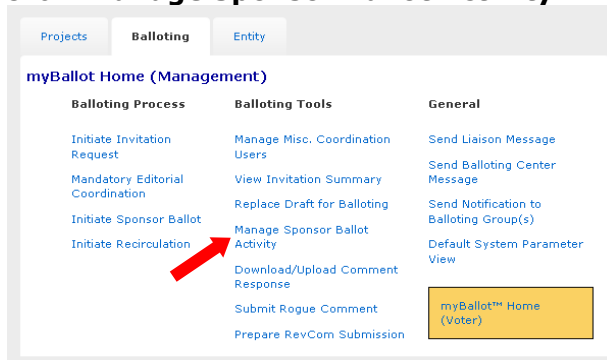 Projects
Balloting
Entity
myBallot Home (Management)
Balloting Process
Initiate Invitation
Request
Mandatory Editorial
Coordination
Initiate Sponsor Ballot
Initiate Recirculation
Balloting Tools
Manage Misc. Coordination
Users
View Invitation Summary
Replace Draft for Balloting
Manage Sponsor Ballot
Activity
Download/Upload Comment
Response
Submit Rogue Comment
Prepare RevCom Submission
General
Send Liaison Message
Send Balloting Center
Message
Send Notification to
Balloting Group(s)
Default System Parameter
View
myBallot™ Home
(Voter)